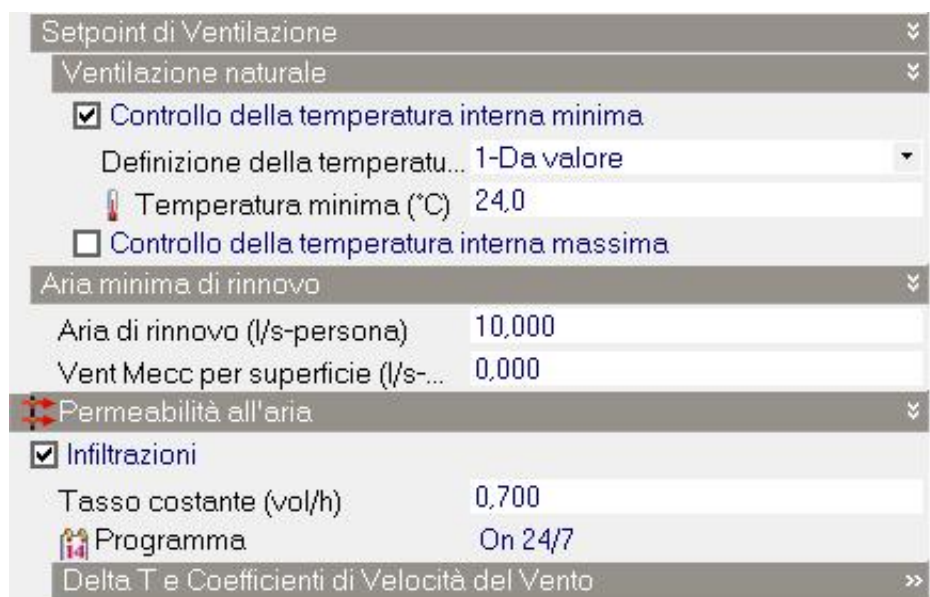 Setpoint di Ventilazione
Ventilazione naturale
Controllo della temperatura interna minima
Definizione della temperatu... 1-Da valore
Temperatura minima (°C) 24,0
Controllo della temperatura interna massima
Aria minima di rinnovo
Aria di rinnovo (l/s-persona) 10,000
Vent Mecc per superficie (l/s-... 0,000
Permeabilità all'aria
Infiltrazioni
Tasso costante (vol/h) 0,700
14 Programma On 24/7
Delta T e Coefficienti di Velocità del Vento